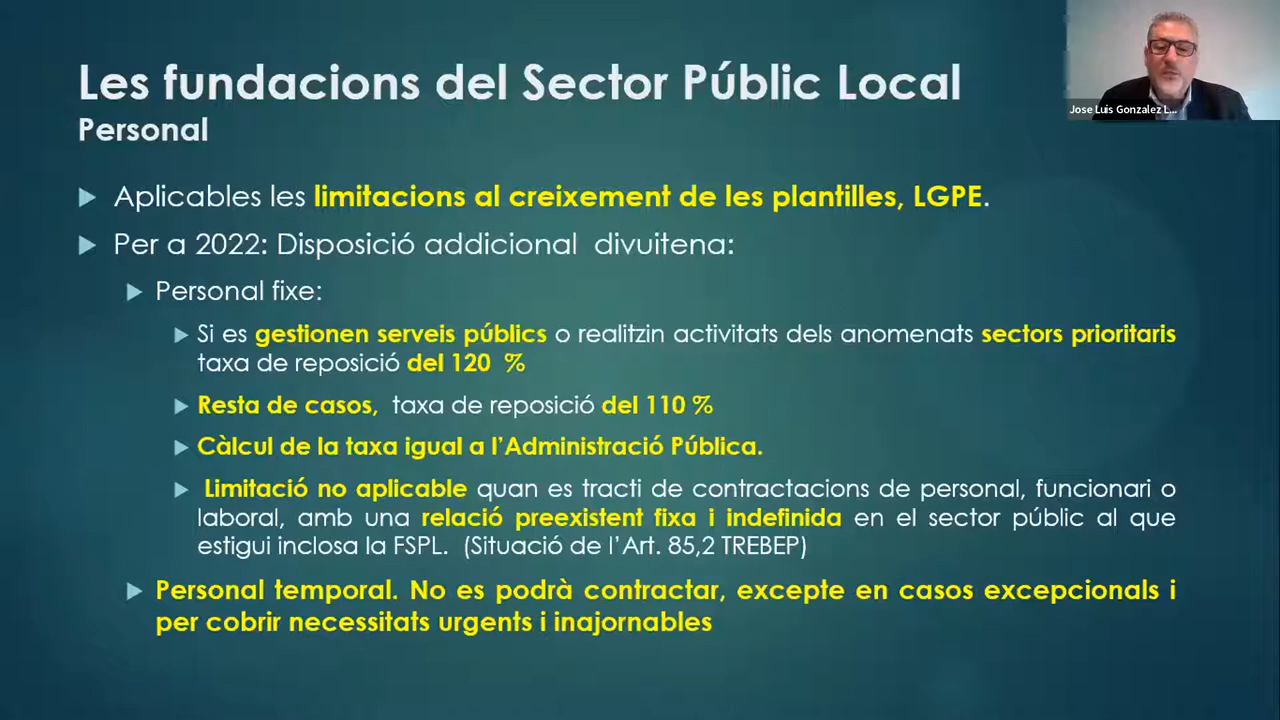 Les fundacions del Sector Públic Local
Personal
Jose Luis Gonzalez L...
Aplicables les limitacions al creixement de les plantilles, LGPE.
Per a 2022: Disposició addicional divuitena:
Personal fixe:
Si es gestionen serveis públics o realitzin activitats dels anomenats sectors prioritaris
taxa de reposició del 120 %
Resta de casos, taxa de reposició del 110 %
Càlcul de la taxa igual a l’Administració Pública.
Limitació no aplicable quan es tracti de contractacions de personal, funcionari o
laboral, amb una relació preexistent fixa i indefinida en el sector públic al que
estigui inclosa la FSPL. (Situació de l’Art. 85,2 TREBEP)
Personal temporal. No es podrà contractar, excepte en casos excepcionals i
per cobrir necessitats urgents i inajornables